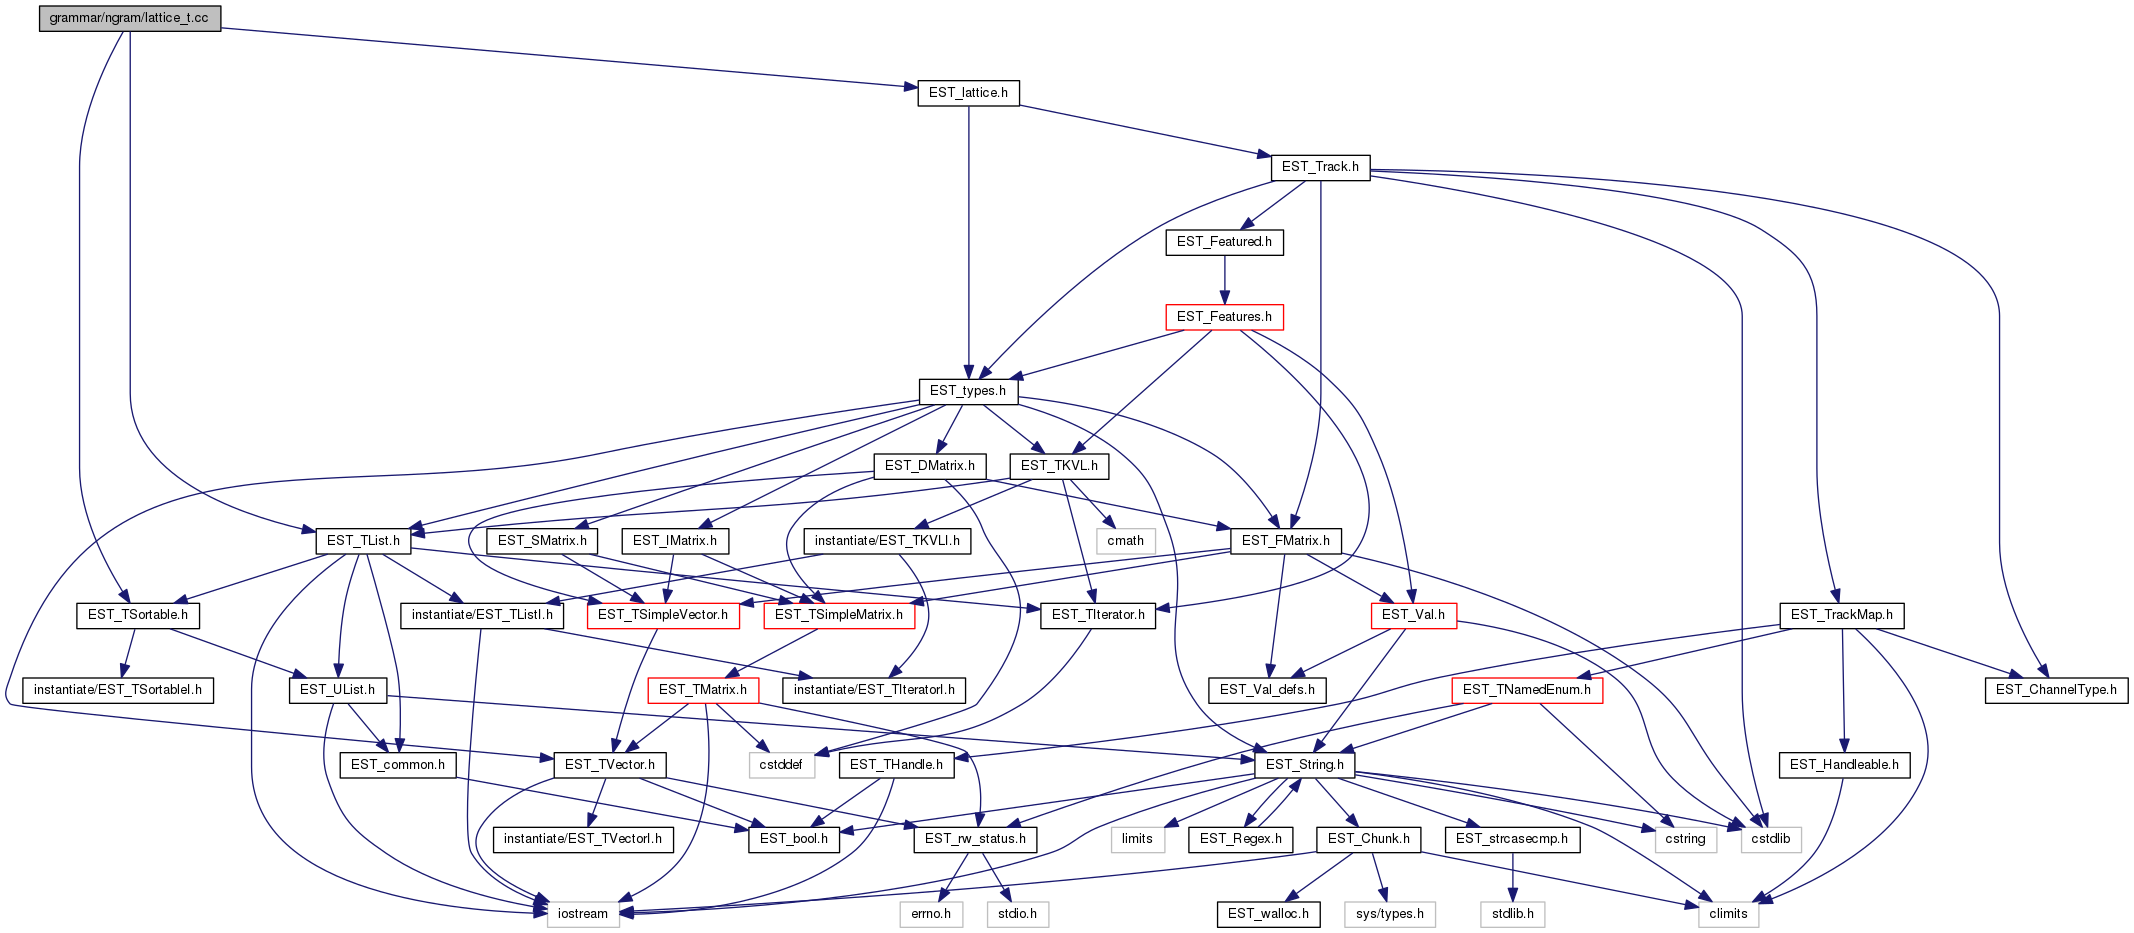 grammar/ngram/lattice_t.cc
EST_lattice.h
EST_Track.h
EST_Featured.h
EST_Features.h
EST_types.h
EST_DMatrix.h
EST_TKVL.h
EST_TList.h
EST_SMatrix.h
EST_IMatrix.h
instantiate/EST_TKVLI.h
cmath
EST_FMatrix.h
EST_TSortable.h
instantiate/EST_TListI.h
EST_TSimpleVector.h
EST_TSimpleMatrix.h
EST_TIterator.h
EST_Val.h
EST_TrackMap.h
instantiate/EST_TSortableI.h
EST_UList.h
EST_TMatrix.h
instantiate/EST_TIteratorI.h
EST_Val_defs.h
EST_TNamedEnum.h
EST_ChannelType.h
EST_common.h
EST_TVector.h
cstddef
EST_THandle.h
EST_String.h
EST_Handleable.h
instantiate/EST_TVectorI.h
EST_bool.h
EST_rw_status.h
limits
EST_Regex.h
EST_Chunk.h
EST_strcasecmp.h
cstring
cstdlib
iostream
errno.h
stdio.h
EST_walloc.h
sys/types.h
stdlib.h
climits